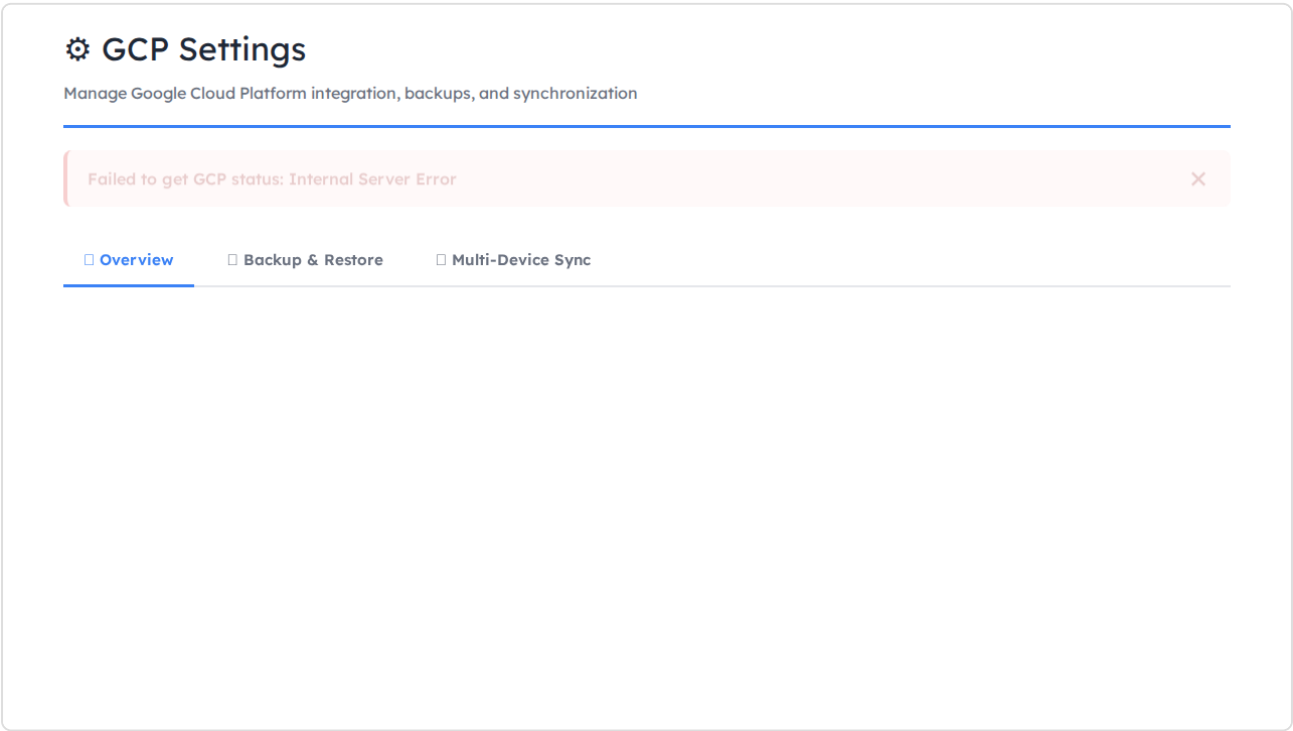 ⚙ GCP Settings
Manage Google Cloud Platform integration, backups, and synchronization
Failed to get GCP status: Internal Server Error ✕
Overview Backup & Restore Multi-Device Sync